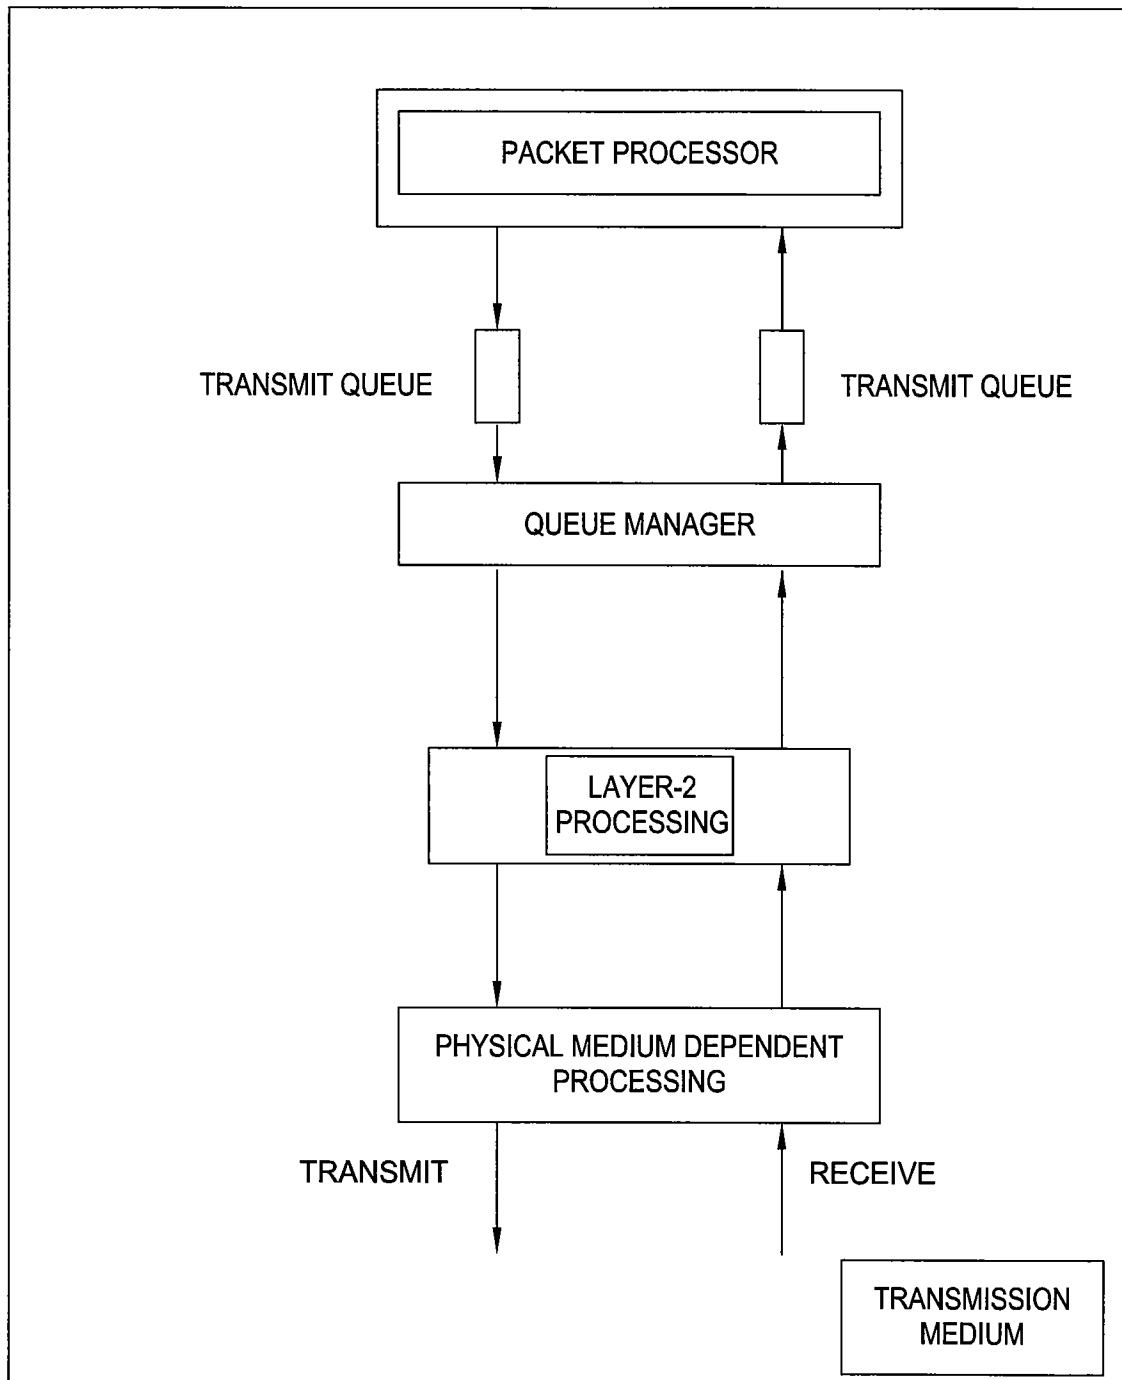 PACKET PROCESSOR
TRANSMIT QUEUE
TRANSMIT QUEUE
QUEUE MANAGER
LAYER-2
PROCESSING
PHYSICAL MEDIUM DEPENDENT
PROCESSING
TRANSMIT
RECEIVE
TRANSMISSION
MEDIUM